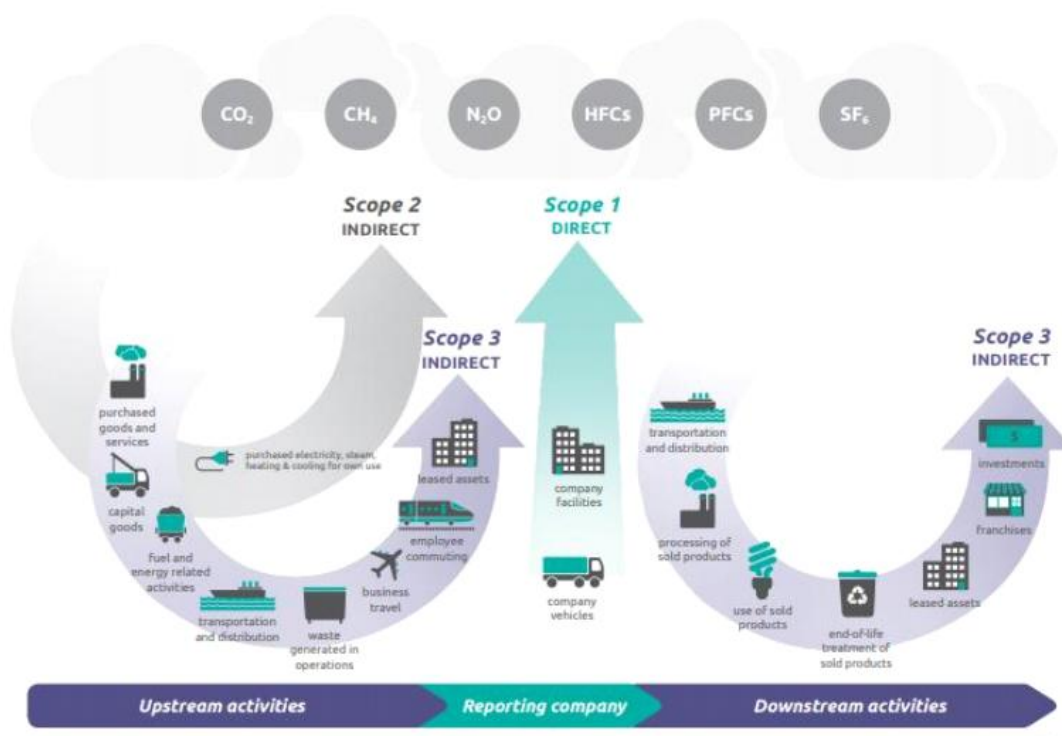 CO₂
CH₄
N₂O
HFCs
PFCs
SF₆
Scope 2
INDIRECT
Scope 1
DIRECT
Scope 3
INDIRECT
Scope 3
INDIRECT
purchased
goods and
services
capital
goods
fuel and
energy related
activities
purchased electricity, steam,
heating & cooling for own use
transportation
and distribution
waste
generated in
operations
business
travel
employee
commuting
leased assets
company
facilities
company
vehicles
transportation
and distribution
processing of
sold products
use of sold
products
end-of-life
treatment of
sold products
leased assets
franchises
$
investments
Upstream activities
Reporting company
Downstream activities